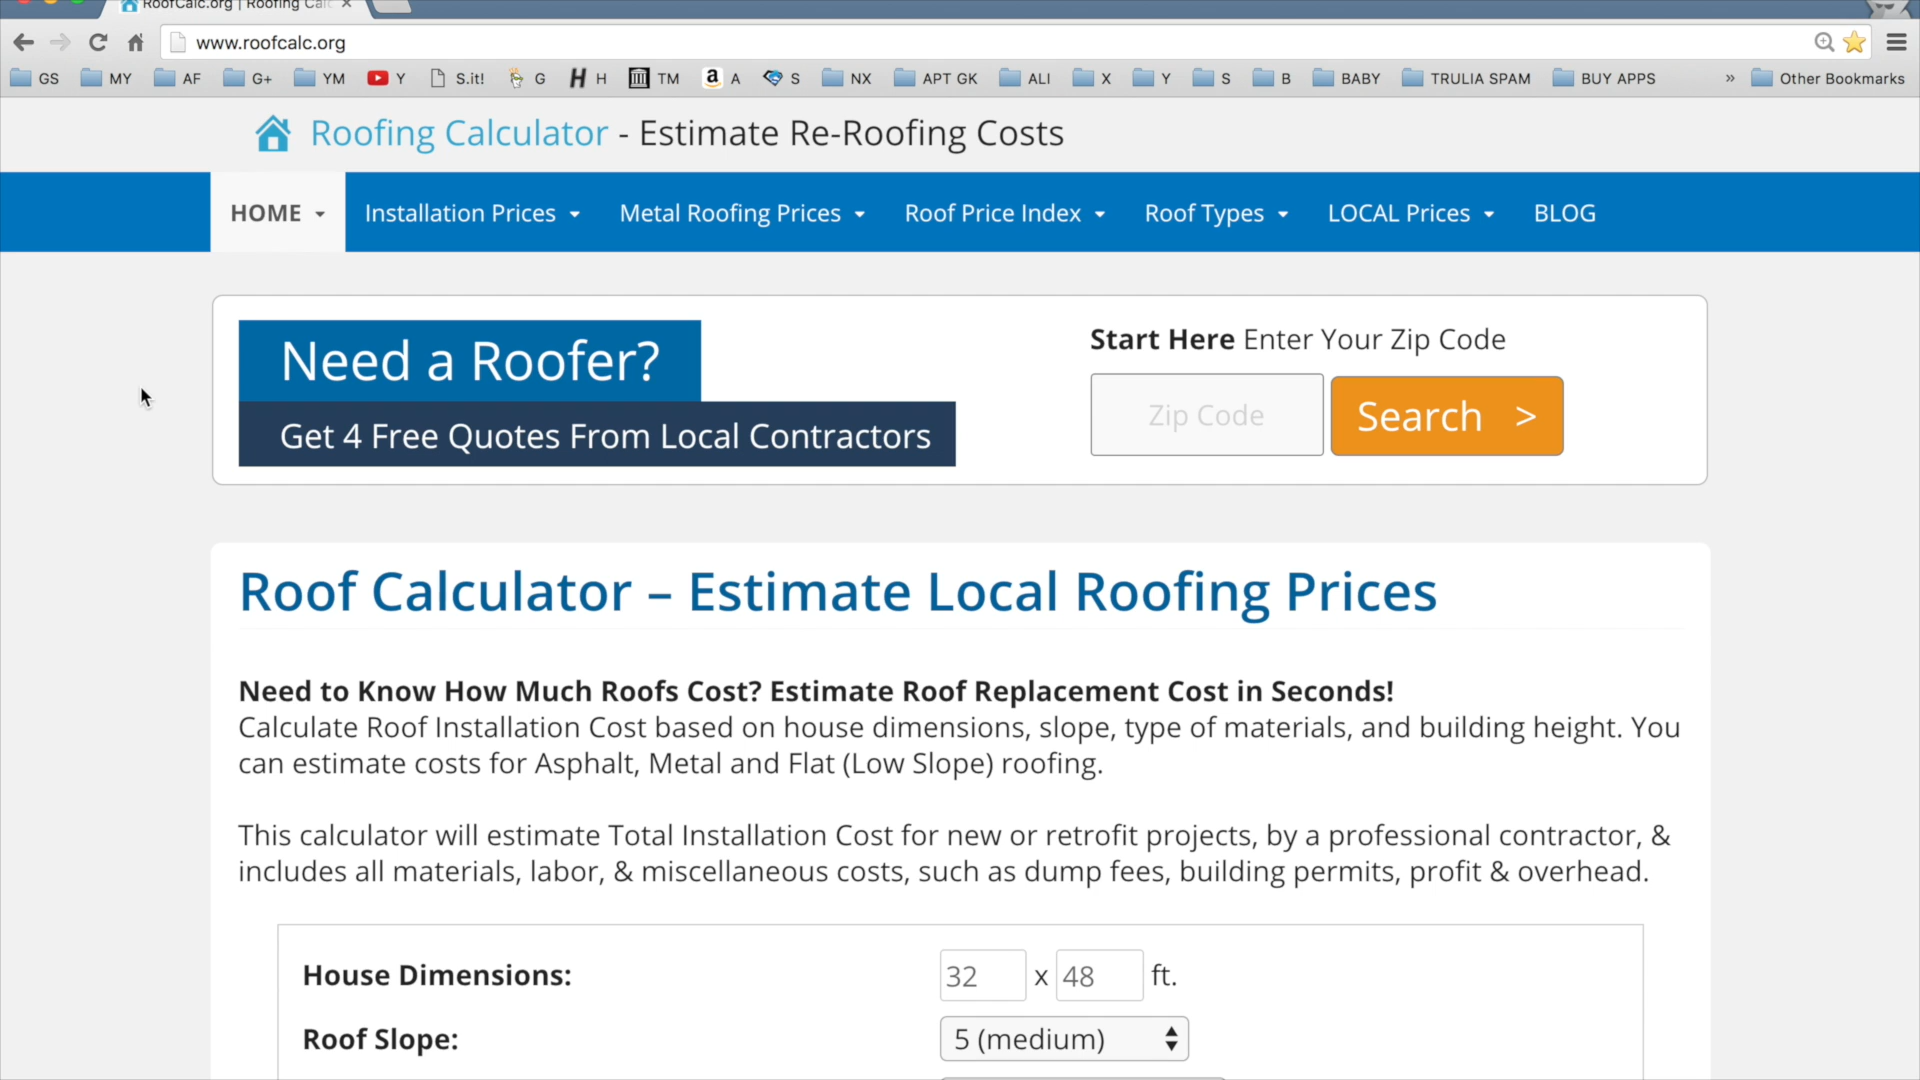 RoofCalc.org | Roofing Calc
www.roofcalc.org
GS MY AF G+ YM Y S.it! G H TM A S NX APT GK ALI X Y S B BABY TRULIA SPAM BUY APPS » Other Bookmarks
Roofing Calculator - Estimate Re-Roofing Costs
HOME Installation Prices Metal Roofing Prices Roof Price Index Roof Types LOCAL Prices BLOG
Need a Roofer?
Get 4 Free Quotes From Local Contractors
Start Here Enter Your Zip Code
Zip Code Search >
Roof Calculator – Estimate Local Roofing Prices
Need to Know How Much Roofs Cost? Estimate Roof Replacement Cost in Seconds!
Calculate Roof Installation Cost based on house dimensions, slope, type of materials, and building height. You
can estimate costs for Asphalt, Metal and Flat (Low Slope) roofing.
This calculator will estimate Total Installation Cost for new or retrofit projects, by a professional contractor, &
includes all materials, labor, & miscellaneous costs, such as dump fees, building permits, profit & overhead.
House Dimensions: 32 x 48 ft.
Roof Slope: 5 (medium)